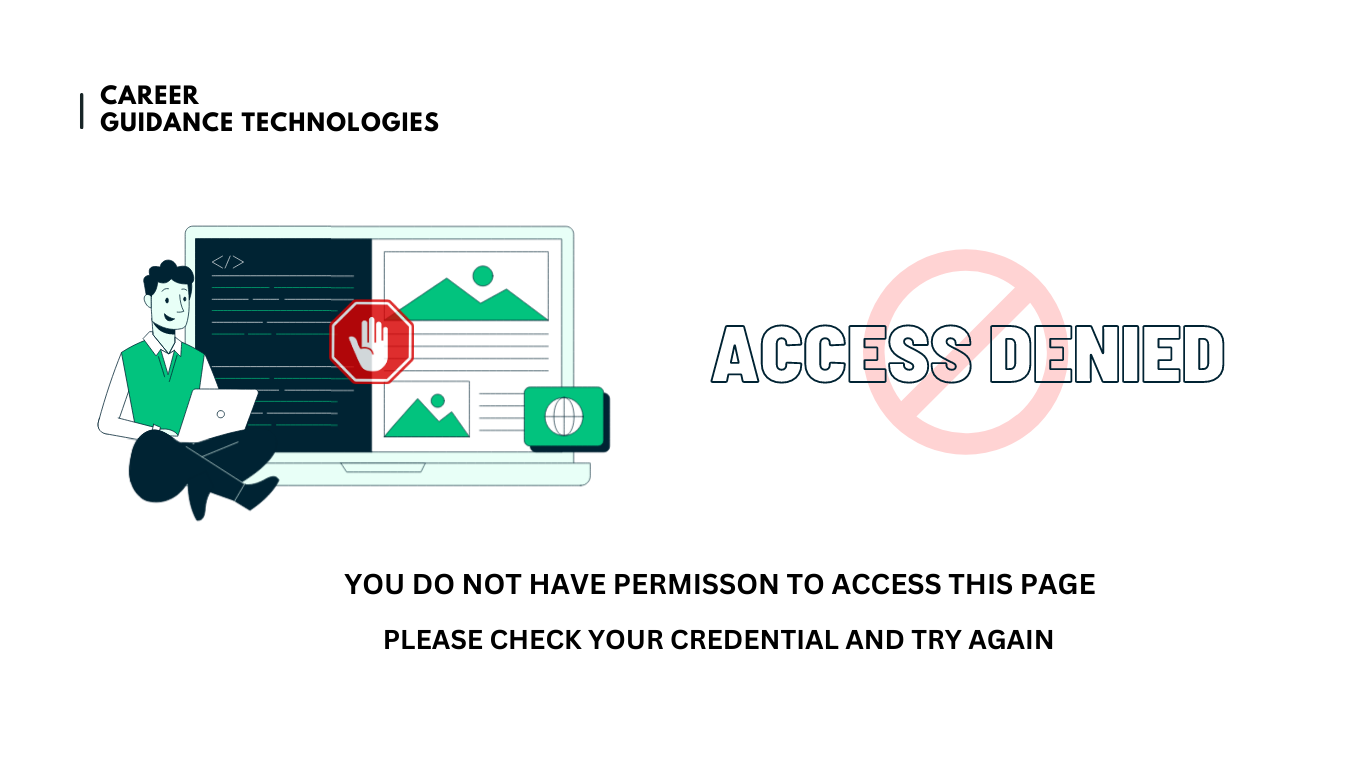 CAREER
GUIDANCE TECHNOLOGIES
</>
ACCESS DENIED
YOU DO NOT HAVE PERMISSON TO ACCESS THIS PAGE
PLEASE CHECK YOUR CREDENTIAL AND TRY AGAIN